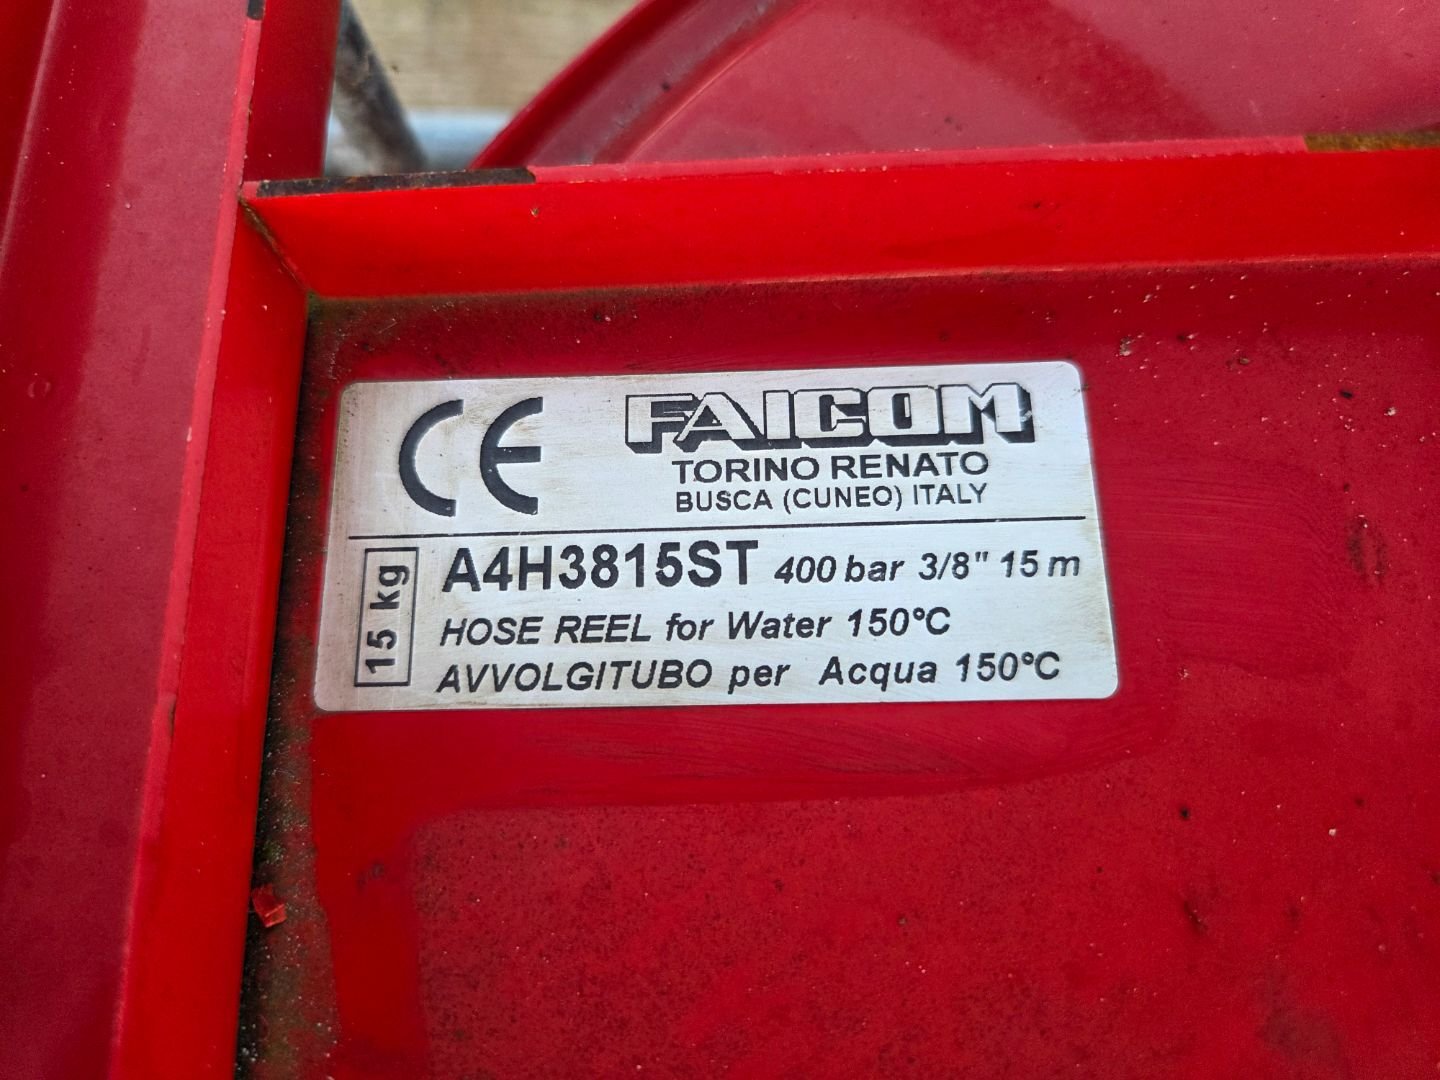 CE FAICOM
TORINO RENATO
BUSCA (CUNEO) ITALY
15 kg
A4H3815ST 400 bar 3/8" 15 m
HOSE REEL for Water 150°C
AVVOLGITUBO per Acqua 150°C